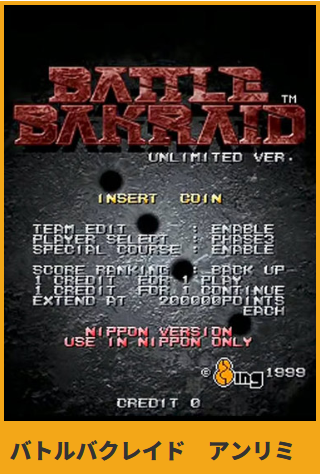 BATTLE
BAKRAID™
UNLIMITED VER.
INSERT COIN
TEAM EDIT : ENABLE
PLAYER SELECT : PHASE3
SPECIAL COURSE : ENABLE
SCORE RANKING : BACK UP
1 CREDIT FOR 1 PLAY
1 CREDIT FOR 1 CONTINUE
EXTEND AT 2000000POINTS
EACH
NIPPON VERSION
USE IN NIPPON ONLY
© 8ing 1999
CREDIT 0
バトルバクレイド　アンリミ